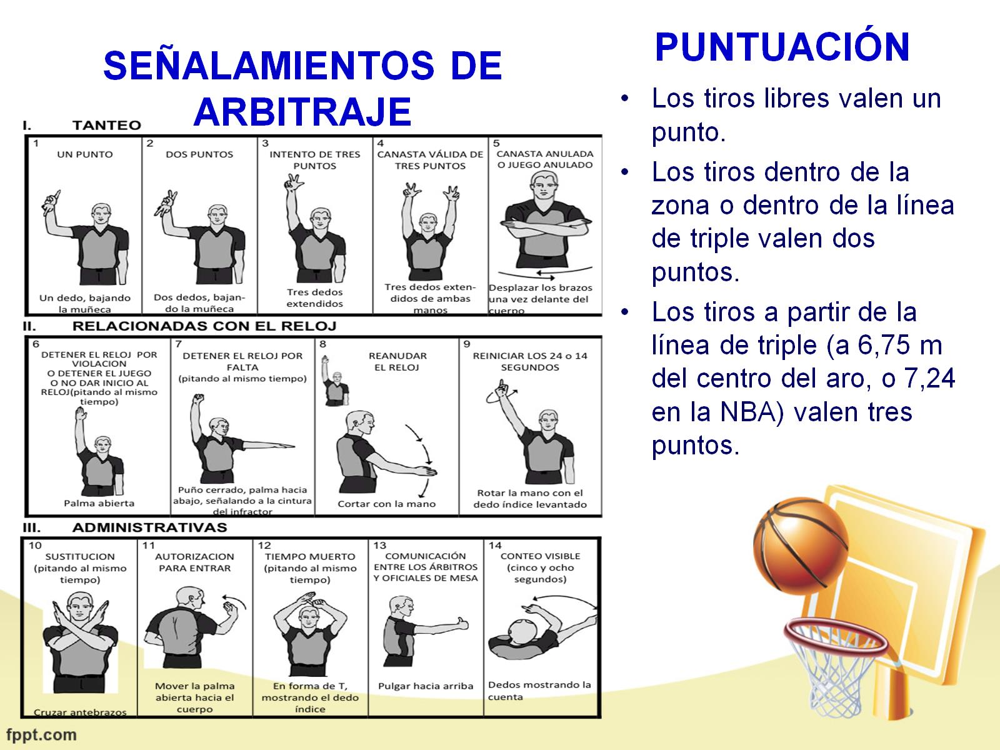 SEÑALAMIENTOS DE
ARBITRAJE
I. TANTEO
1
UN PUNTO
Un dedo, bajando
la muñeca
2
DOS PUNTOS
Dos dedos, bajan-
do la muñeca
3
INTENTO DE TRES
PUNTOS
Tres dedos
extendidos
4
CANASTA VÁLIDA DE
TRES PUNTOS
Tres dedos exten-
didos de ambas
manos
5
CANASTA ANULADA
O JUEGO ANULADO
Desplazar los brazos
una vez delante del
cuerpo
II. RELACIONADAS CON EL RELOJ
6
DETENER EL RELOJ POR
VIOLACION
O DETENER EL JUEGO
O NO DAR INICIO AL
RELOJ(pitando al mismo
tiempo)
Palma abierta
7
DETENER EL RELOJ POR
FALTA
(pitando al mismo tiempo)
Puño cerrado, palma hacia
abajo, señalando a la cintura
del infractor
8
REANUDAR
EL RELOJ
Cortar con la mano
9
REINICIAR LOS 24 o 14
SEGUNDOS
Rotar la mano con el
dedo índice levantado
III. ADMINISTRATIVAS
10
SUSTITUCION
(pitando al mismo
tiempo)
Cruzar antebrazos
11
AUTORIZACION
PARA ENTRAR
Mover la palma
abierta hacia el
cuerpo
12
TIEMPO MUERTO
(pitando al mismo
tiempo)
En forma de T,
mostrando el dedo
índice
13
COMUNICACIÓN
ENTRE LOS ÁRBITROS
Y OFICIALES DE MESA
Pulgar hacia arriba
14
CONTEO VISIBLE
(cinco y ocho
segundos)
Dedos mostrando la
cuenta
PUNTUACIÓN
• Los tiros libres valen un
punto.
• Los tiros dentro de la
zona o dentro de la línea
de triple valen dos
puntos.
• Los tiros a partir de la
línea de triple (a 6,75 m
del centro del aro, o 7,24
en la NBA) valen tres
puntos.
fppt.com